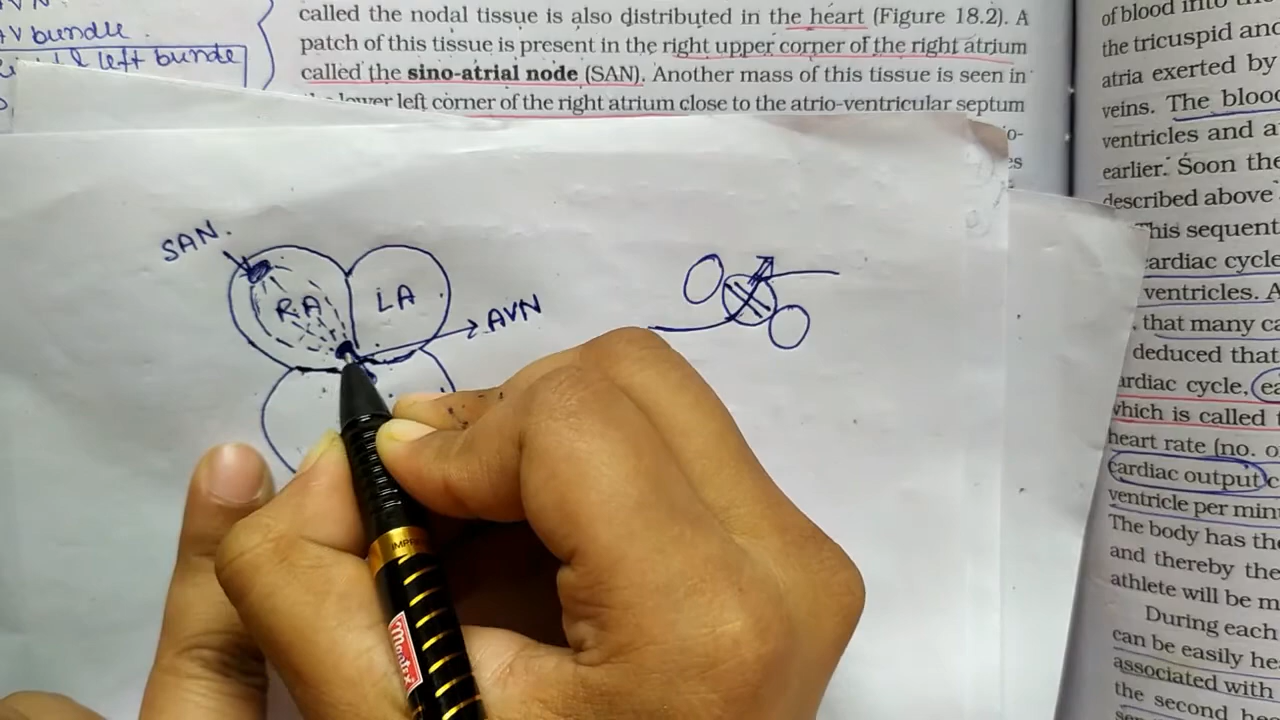 AV bundle.
& left bunde
called the nodal tissue is also distributed in the heart (Figure 18.2). A
patch of this tissue is present in the right upper corner of the right atrium
called the sino-atrial node (SAN). Another mass of this tissue is seen in
lower left corner of the right atrium close to the atrio-ventricular septum
SAN.
RA
LA
AVN
Montex
of blood into
the tricuspid and
atria exerted by
veins. The blood
ventricles and a
earlier. Soon the
described above
This sequent
cardiac cycle
ventricles. A
, that many ca
deduced that
cardiac cycle, ea
which is called
heart rate (no. o
cardiac output c
ventricle per min
The body has the
and thereby the
athlete will be m
During each
can be easily hea
associated with
the second he